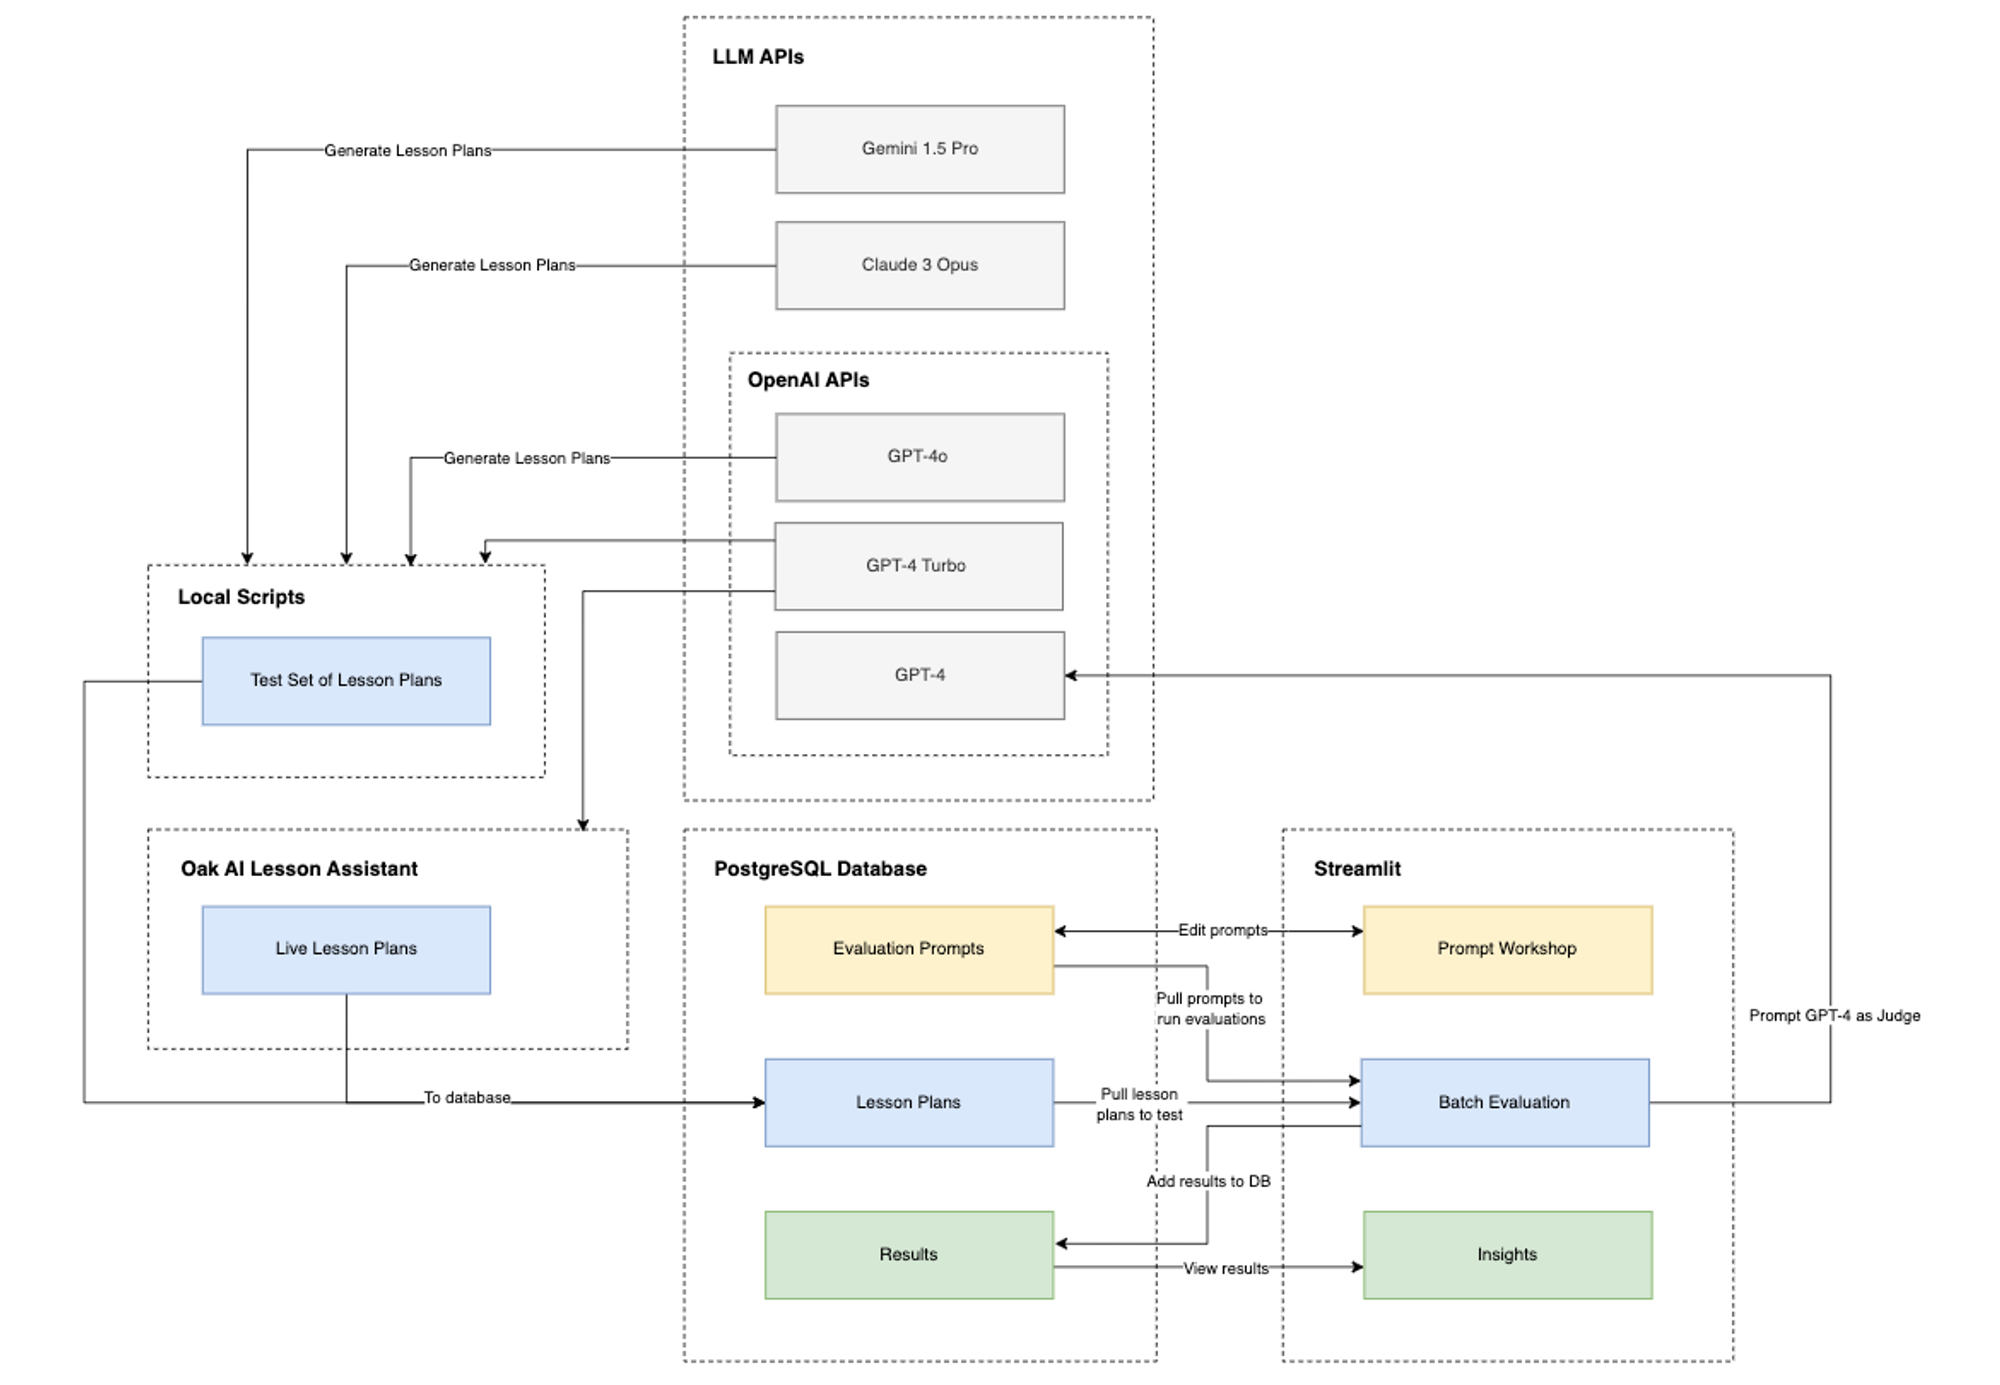 LLM APIs
Gemini 1.5 Pro
Generate Lesson Plans
Claude 3 Opus
Generate Lesson Plans
OpenAI APIs
GPT-4o
Generate Lesson Plans
GPT-4 Turbo
Local Scripts
GPT-4
Test Set of Lesson Plans
Oak AI Lesson Assistant
PostgreSQL Database
Streamlit
Live Lesson Plans
Evaluation Prompts
Edit prompts
Prompt Workshop
Pull prompts to
run evaluations
Prompt GPT-4 as Judge
To database
Lesson Plans
Pull lesson
plans to test
Batch Evaluation
Add results to DB
Results
View results
Insights